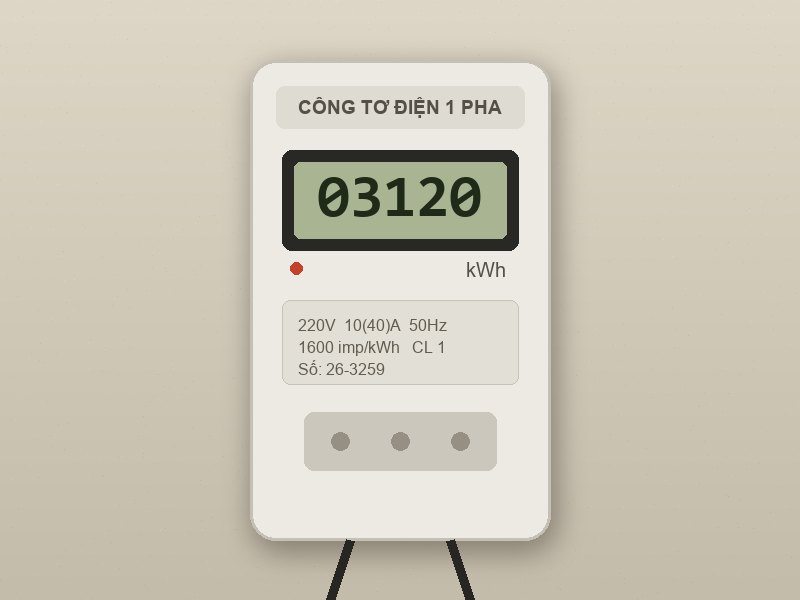 CÔNG TƠ ĐIỆN 1 PHA
03120
kWh
220V 10(40)A 50Hz
1600 imp/kWh CL 1
Số: 26-3259